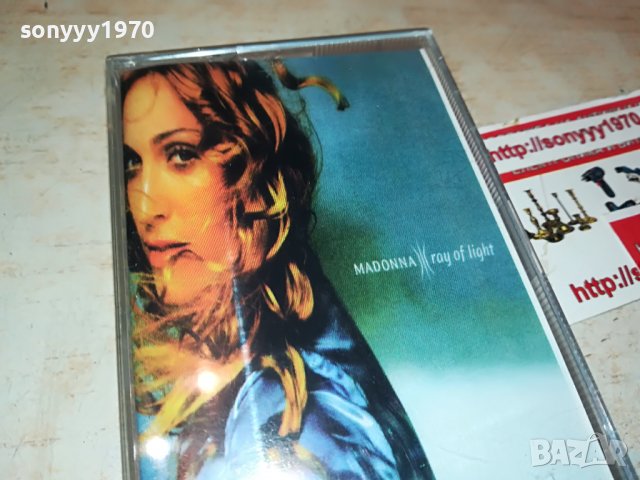 sonyyy1970
http://sonyyy1970
MADONNA ray of light
http://s
BAZAR